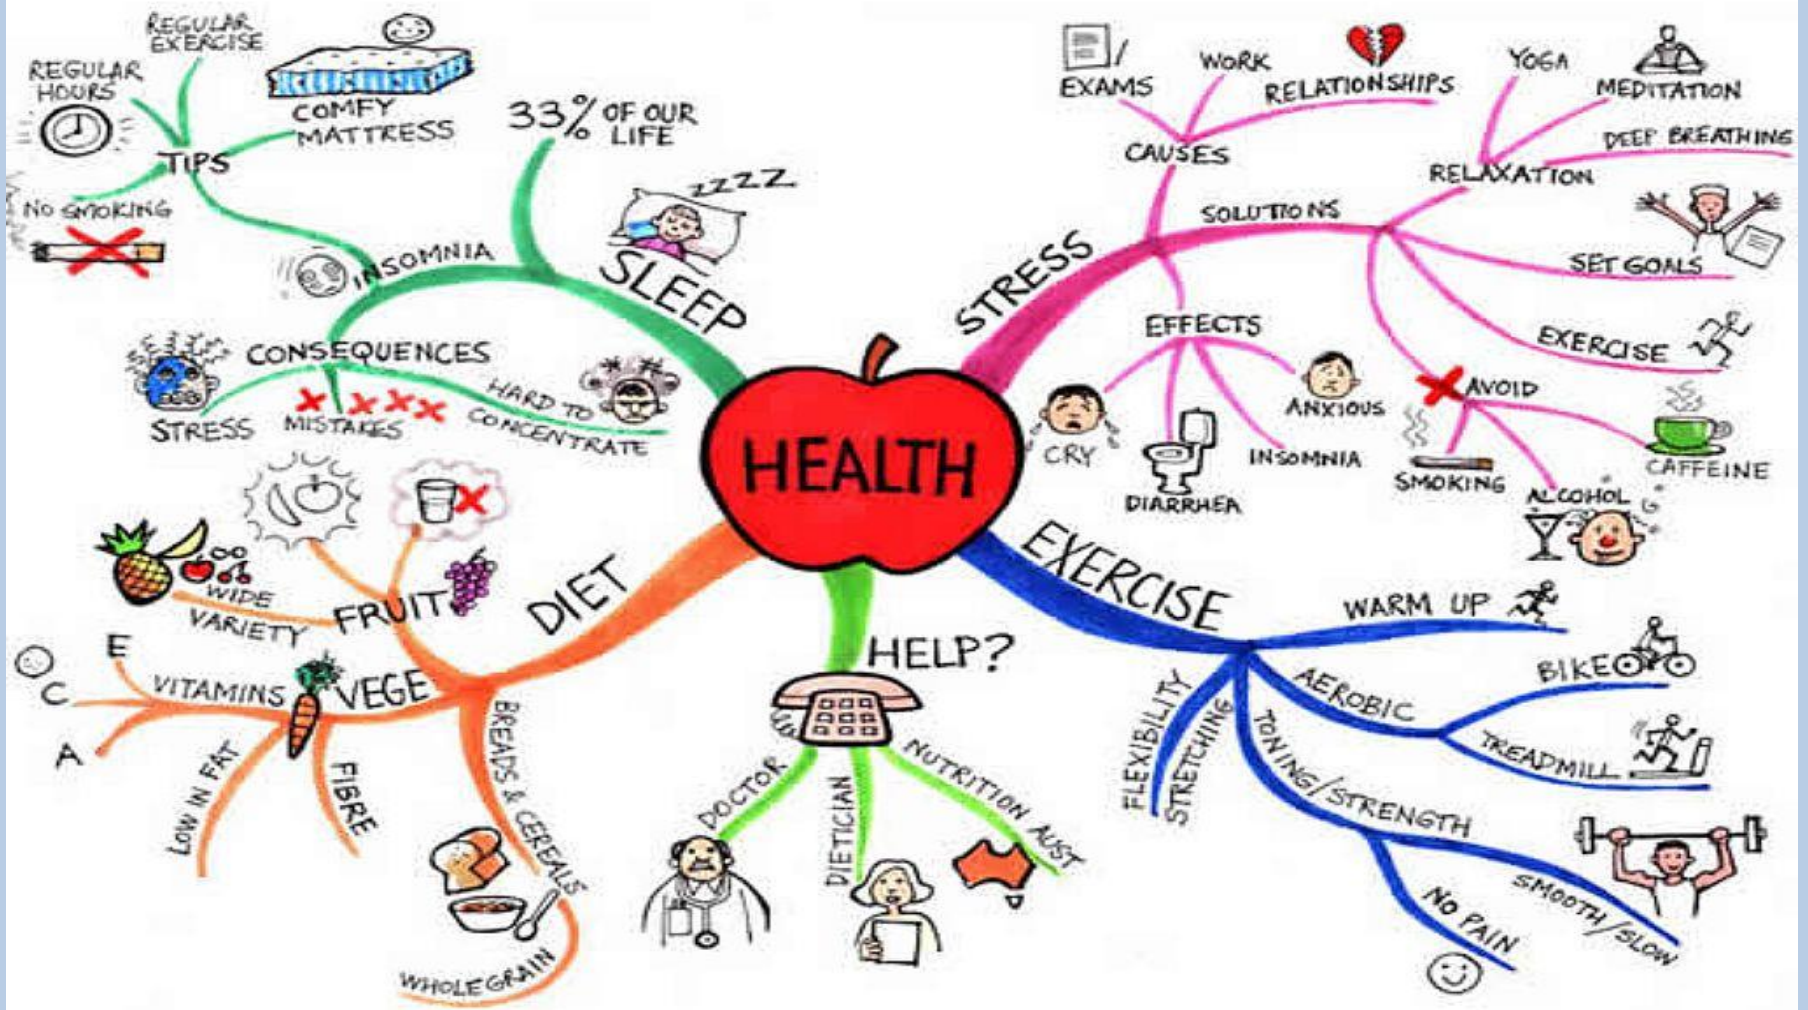 HEALTH
SLEEP
33% OF OUR
LIFE
ZZZZ
INSOMNIA
TIPS
REGULAR
HOURS
REGULAR
EXERCISE
COMFY
MATTRESS
NO SMOKING
CONSEQUENCES
STRESS
MISTAKES
HARD TO
CONCENTRATE
STRESS
CAUSES
EXAMS
WORK
RELATIONSHIPS
SOLUTIONS
RELAXATION
YOGA
MEDITATION
DEEP BREATHING
SET GOALS
EXERCISE
AVOID
SMOKING
ALCOHOL
CAFFEINE
EFFECTS
CRY
DIARRHEA
INSOMNIA
ANXIOUS
EXERCISE
WARM UP
AEROBIC
BIKE
TREADMILL
TONING/STRENGTH
SMOOTH/SLOW
NO PAIN
FLEXIBILITY
STRETCHING
HELP?
DOCTOR
DIETICIAN
NUTRITION AUST
DIET
FRUIT
WIDE
VARIETY
VEGE
VITAMINS
E
C
A
LOW IN FAT
FIBRE
BREADS & CEREALS
WHOLEGRAIN